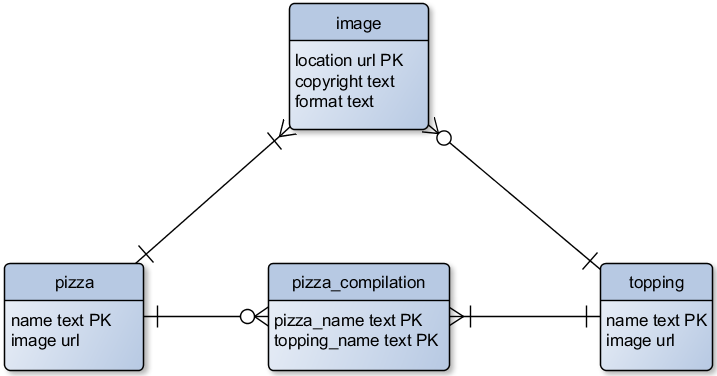 image
location url PK
copyright text
format text
pizza
name text PK
image url
pizza_compilation
pizza_name text PK
topping_name text PK
topping
name text PK
image url